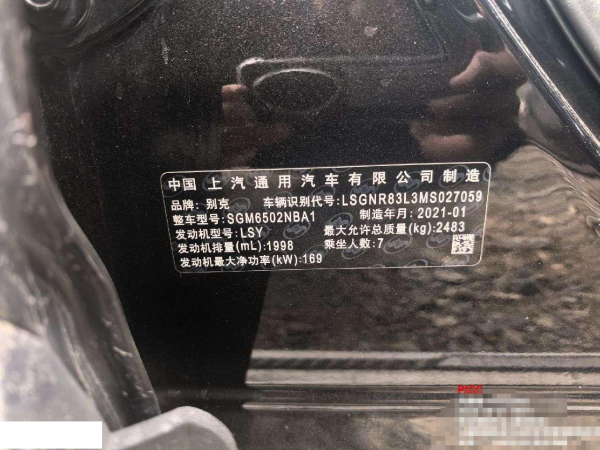 中国 上汽通用汽车有限公司制造
品牌: 别克 车辆识别代号: LSGNR83L3MS027059
整车型号: SGM6502NBA1 制造年月: 2021-01
发动机型号: LSY 最大允许总质量(kg): 2483
发动机排量(mL): 1998 乘坐人数: 7
发动机最大净功率(kW): 169